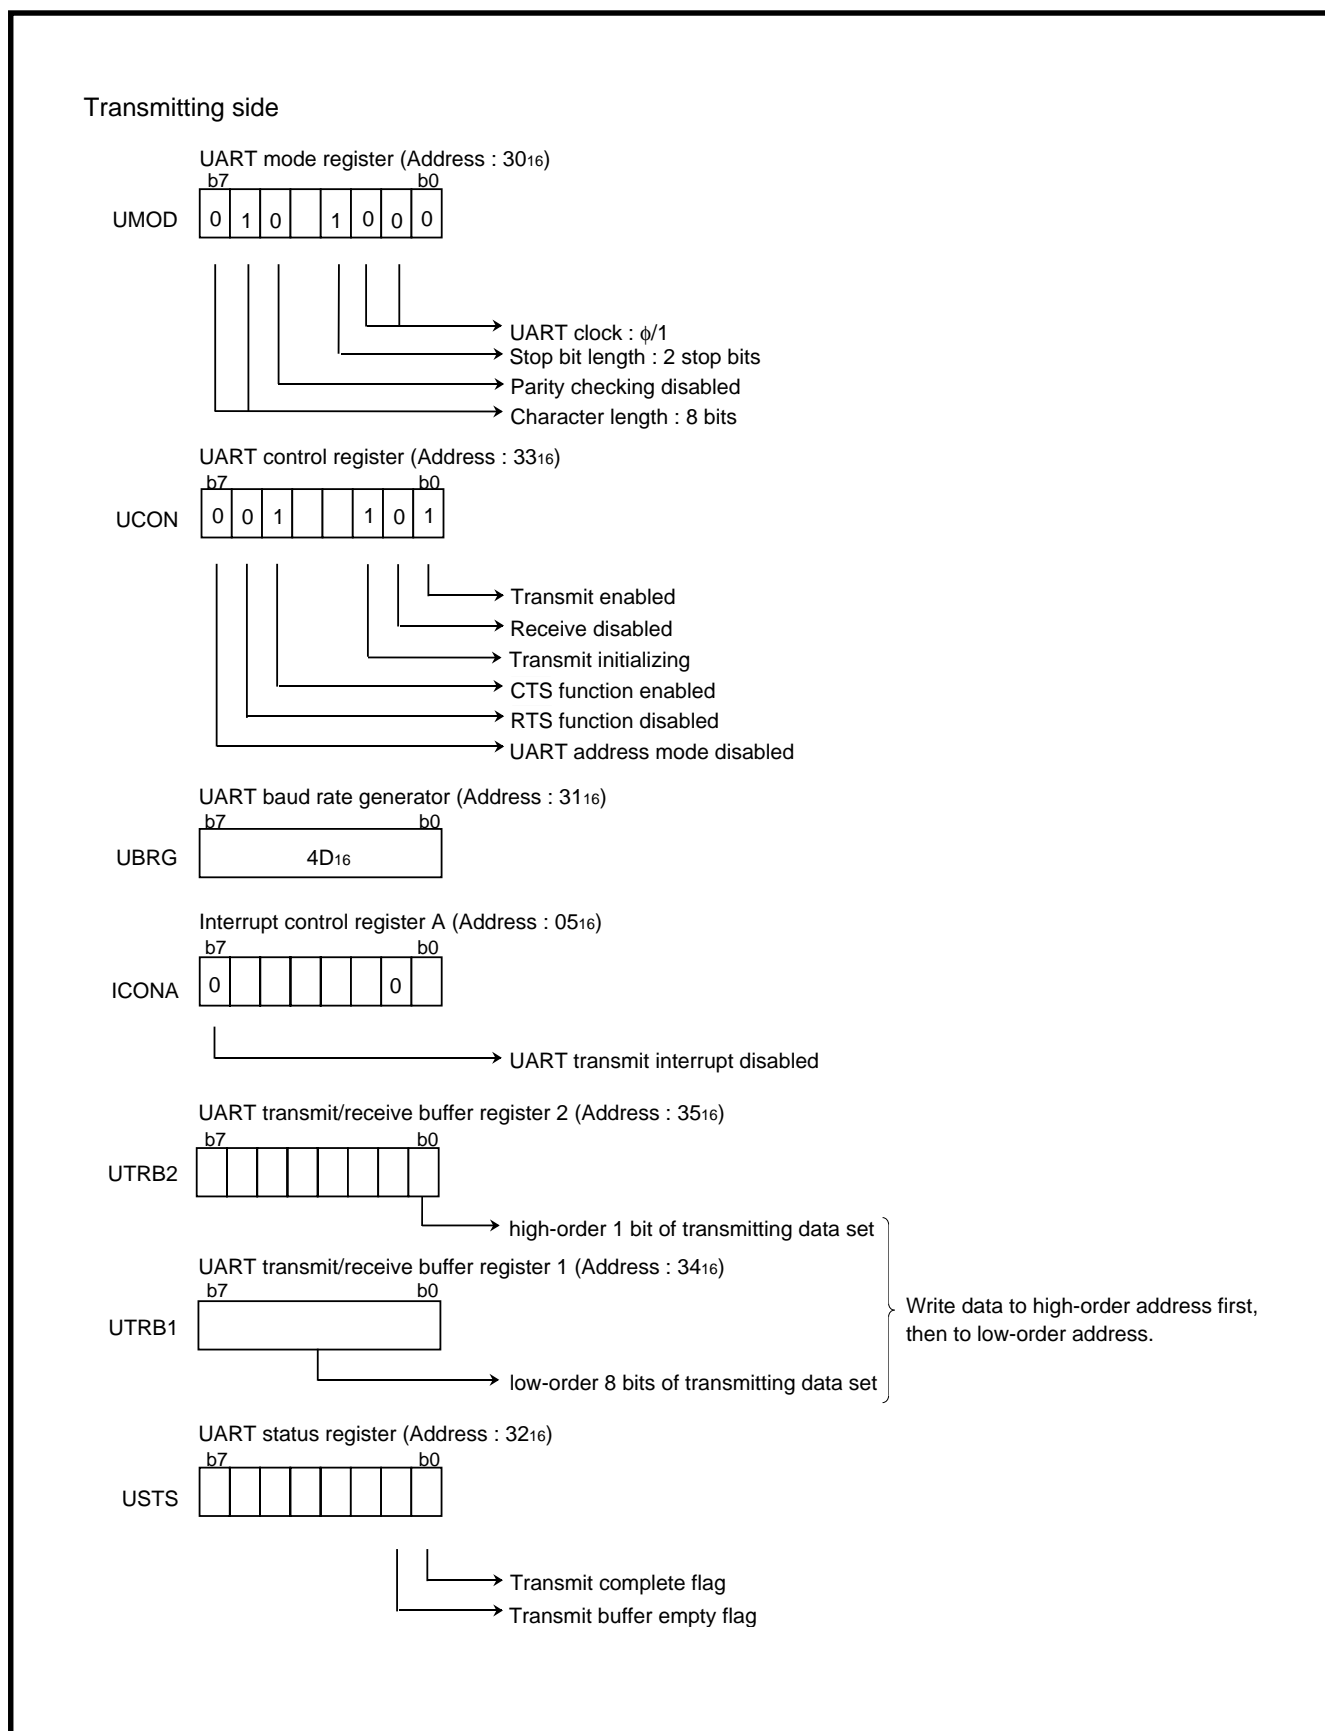 Transmitting side
UART mode register (Address : 3016)
b7 b0
UMOD 0 1 0 1 0 0 0
UART clock : ϕ/1
Stop bit length : 2 stop bits
Parity checking disabled
Character length : 8 bits
UART control register (Address : 3316)
b7 b0
UCON 0 0 1 1 0 1
Transmit enabled
Receive disabled
Transmit initializing
CTS function enabled
RTS function disabled
UART address mode disabled
UART baud rate generator (Address : 3116)
b7 b0
UBRG 4D16
Interrupt control register A (Address : 0516)
b7 b0
ICONA 0 0
UART transmit interrupt disabled
UART transmit/receive buffer register 2 (Address : 3516)
b7 b0
UTRB2
high-order 1 bit of transmitting data set
UART transmit/receive buffer register 1 (Address : 3416)
b7 b0
UTRB1
Write data to high-order address first,
then to low-order address.
low-order 8 bits of transmitting data set
UART status register (Address : 3216)
b7 b0
USTS
Transmit complete flag
Transmit buffer empty flag